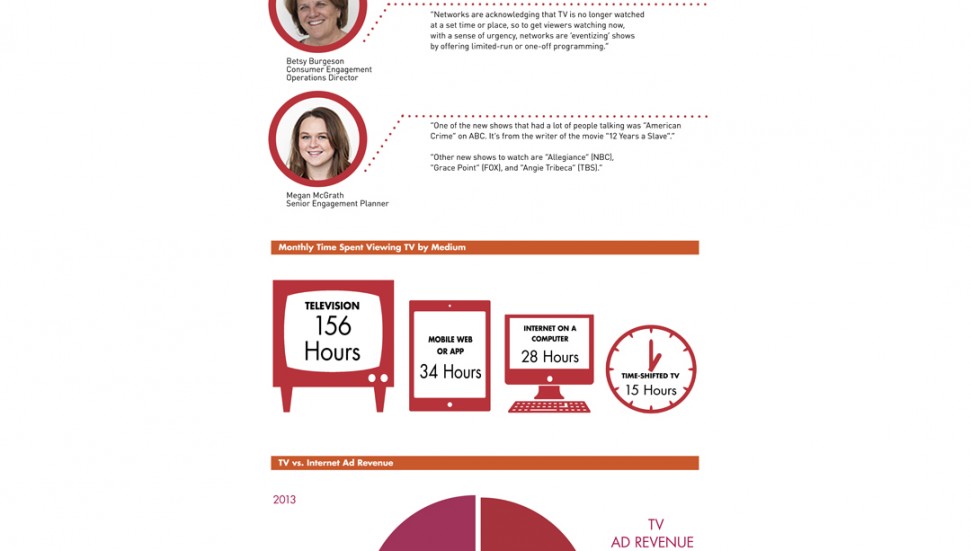 "Networks are acknowledging that TV is no longer watched
at a set time or place, so to get viewers watching now,
with a sense of urgency, networks are 'eventizing' shows
by offering limited-run or one-off programming."
Betsy Burgeson
Consumer Engagement
Operations Director
"One of the new shows that had a lot of people talking was "American
Crime" on ABC. It's from the writer of the movie "12 Years a Slave"."
"Other new shows to watch are "Allegiance" (NBC),
"Grace Point" (FOX), and "Angie Tribeca" (TBS)."
Megan McGrath
Senior Engagement Planner
Monthly Time Spent Viewing TV by Medium
TELEVISION
156
Hours
MOBILE WEB
OR APP
34 Hours
INTERNET ON A
COMPUTER
28 Hours
TIME-SHIFTED TV
15 Hours
TV vs. Internet Ad Revenue
2013
TV
AD REVENUE